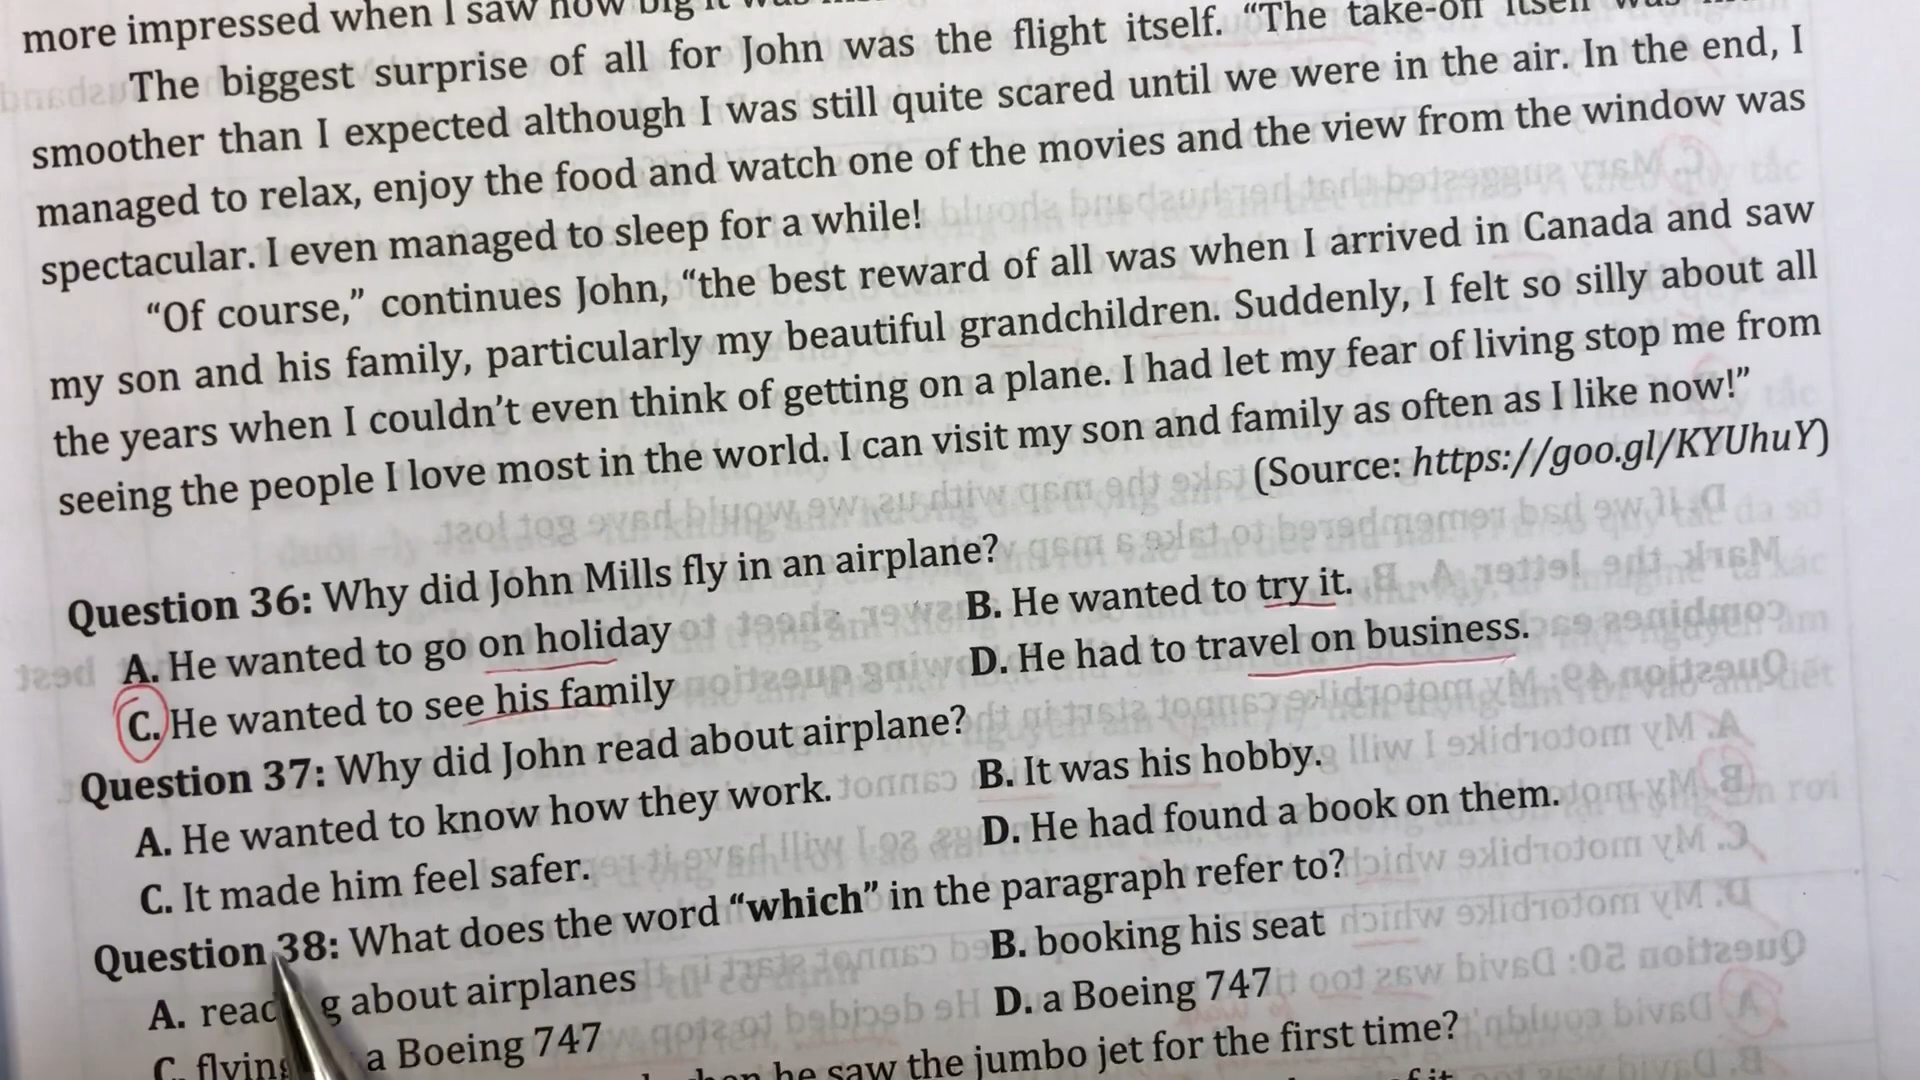 more impressed when I saw how big it was
The biggest surprise of all for John was the flight itself. “The take-off itself was
smoother than I expected although I was still quite scared until we were in the air. In the end, I
managed to relax, enjoy the food and watch one of the movies and the view from the window was
spectacular. I even managed to sleep for a while!
“Of course,” continues John, “the best reward of all was when I arrived in Canada and saw
my son and his family, particularly my beautiful grandchildren. Suddenly, I felt so silly about all
the years when I couldn’t even think of getting on a plane. I had let my fear of living stop me from
seeing the people I love most in the world. I can visit my son and family as often as I like now!”
(Source: https://goo.gl/KYUhuY)
Question 36: Why did John Mills fly in an airplane?
A. He wanted to go on holiday
B. He wanted to try it.
C. He wanted to see his family
D. He had to travel on business.
Question 37: Why did John read about airplane?
A. He wanted to know how they work.
B. It was his hobby.
C. It made him feel safer.
D. He had found a book on them.
Question 38: What does the word “which” in the paragraph refer to?
A. reading about airplanes
B. booking his seat
C. flying a Boeing 747
D. a Boeing 747
when he saw the jumbo jet for the first time?
of it